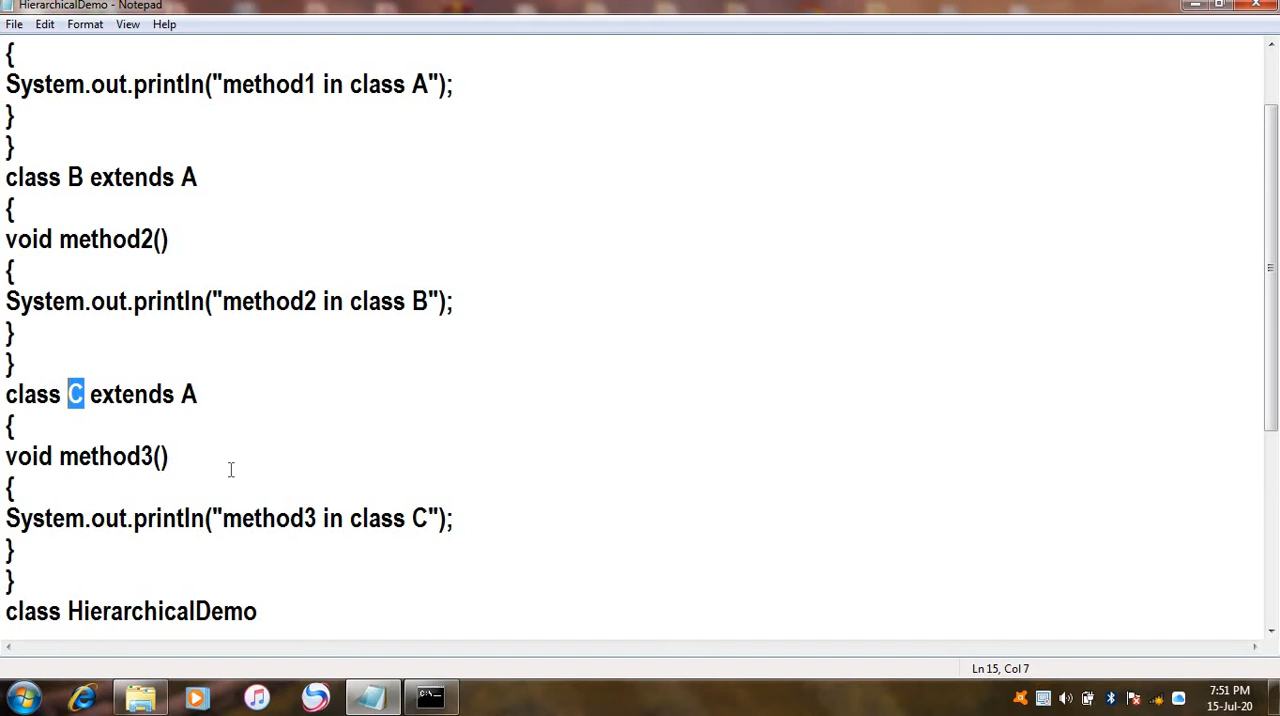 HierarchicalDemo - Notepad
File Edit Format View Help
{
System.out.println("method1 in class A");
}
}
class B extends A
{
void method2()
{
System.out.println("method2 in class B");
}
}
class C extends A
{
void method3()
{
System.out.println("method3 in class C");
}
}
class HierarchicalDemo
Ln 15, Col 7
7:51 PM
15-Jul-20